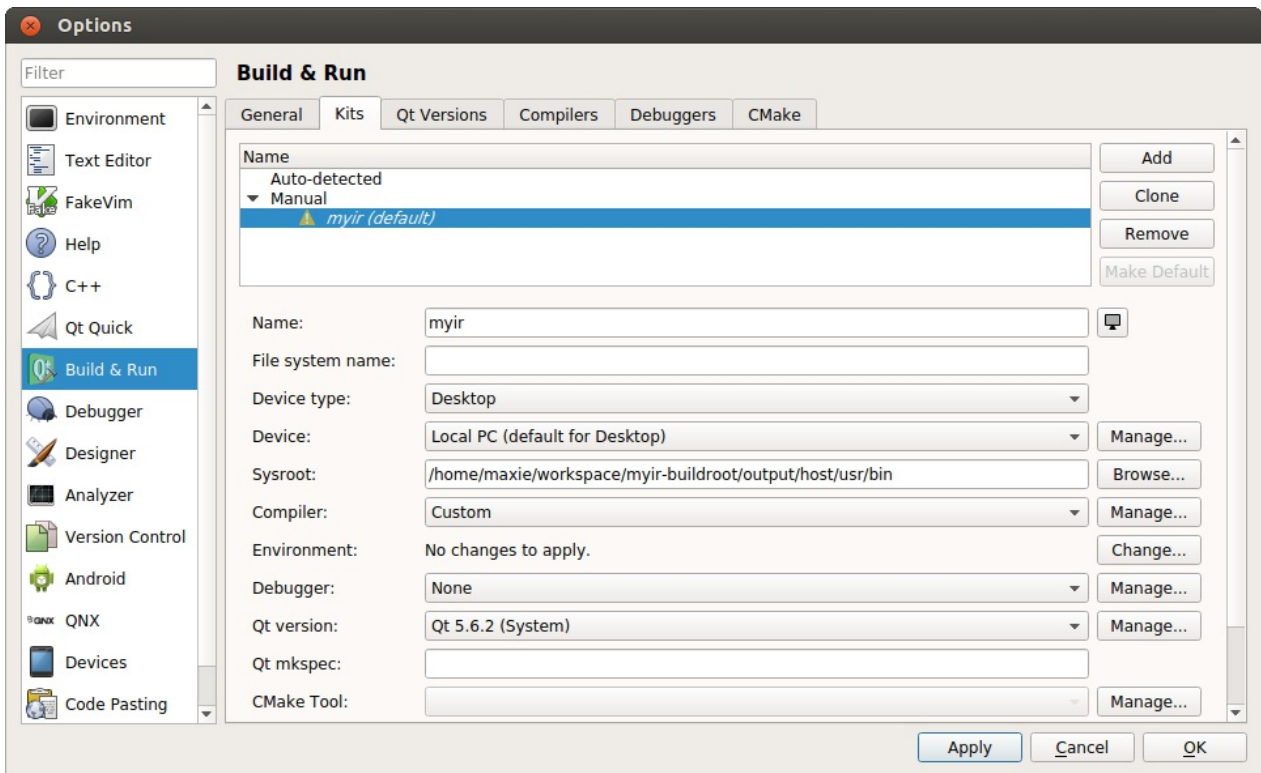 Options
Filter
Environment
Text Editor
FakeVim
Help
C++
Qt Quick
Build & Run
Debugger
Designer
Analyzer
Version Control
Android
QNX
Devices
Code Pasting
Build & Run
General Kits Qt Versions Compilers Debuggers CMake
Name
Auto-detected
Manual
myir (default)
Add
Clone
Remove
Make Default
Name: myir
File system name:
Device type: Desktop
Device: Local PC (default for Desktop) Manage...
Sysroot: /home/maxie/workspace/myir-buildroot/output/host/usr/bin Browse...
Compiler: Custom Manage...
Environment: No changes to apply. Change...
Debugger: None Manage...
Qt version: Qt 5.6.2 (System) Manage...
Qt mkspec:
CMake Tool: Manage...
Apply Cancel OK